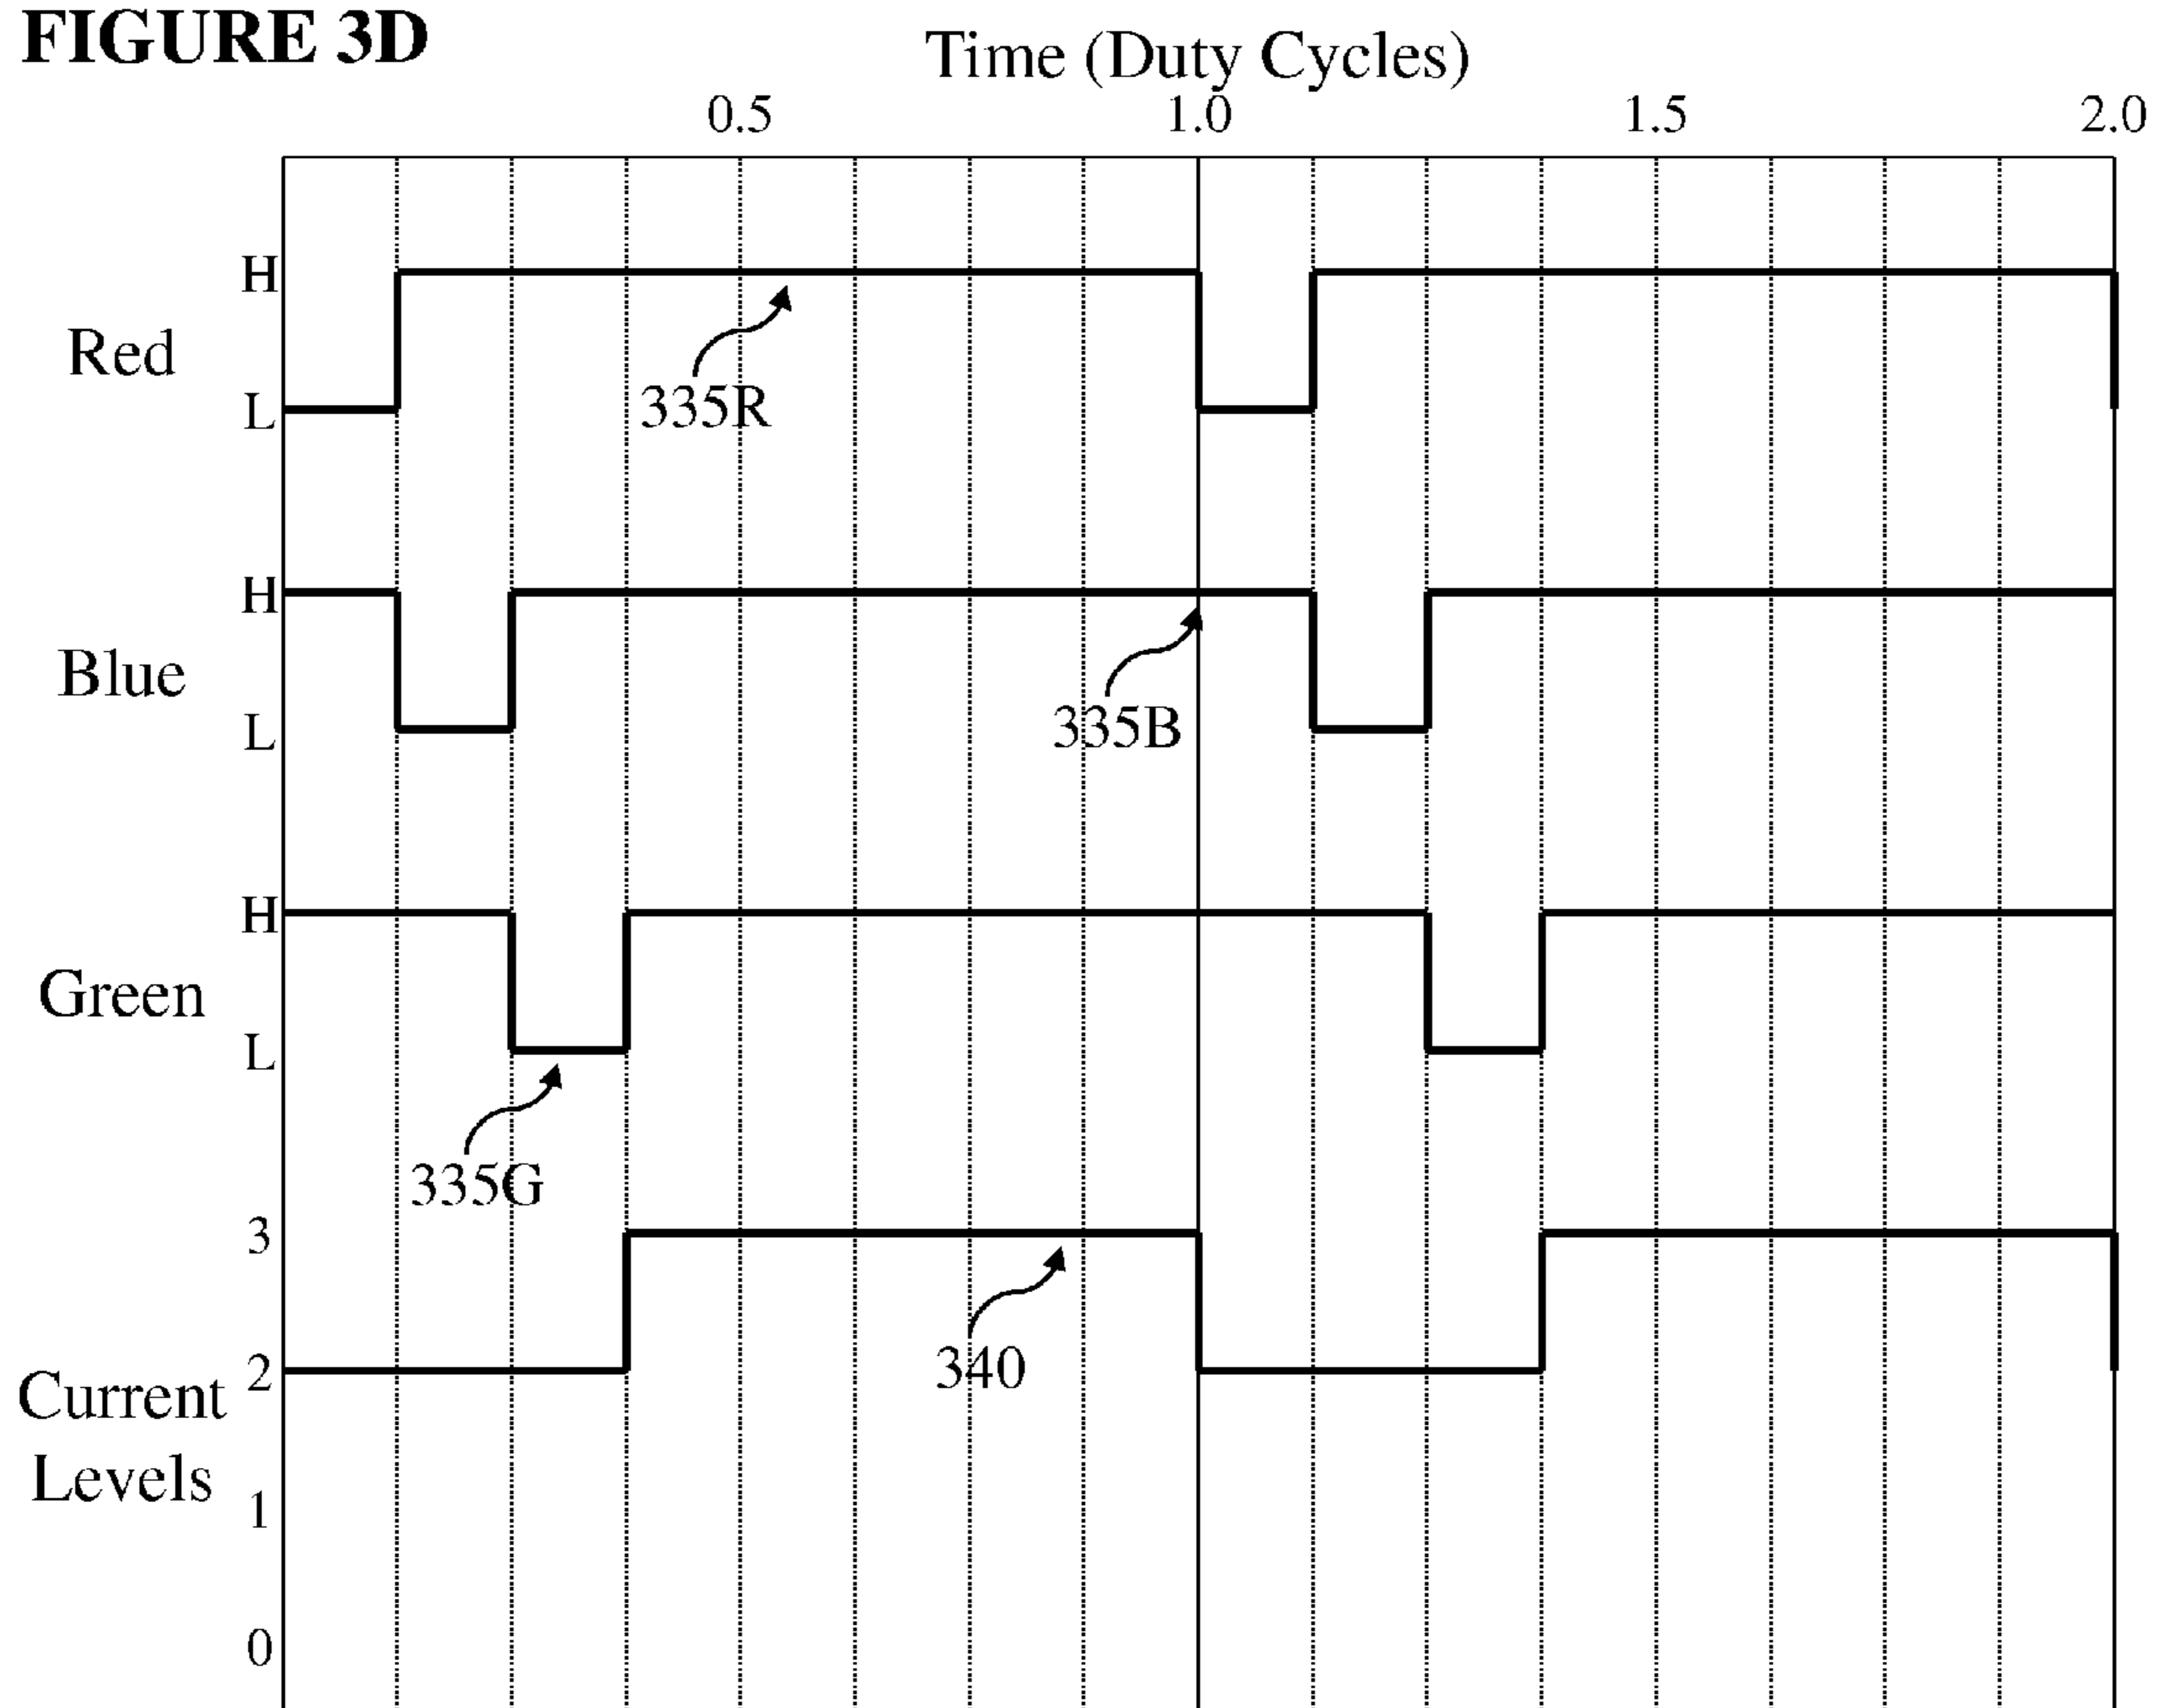 FIGURE 3D
Time (Duty Cycles)
0.5 1.0 1.5 2.0
H
Red
L
335R
H
Blue
L
335B
H
Green
L
335G
3
2
340
Current
Levels
1
0